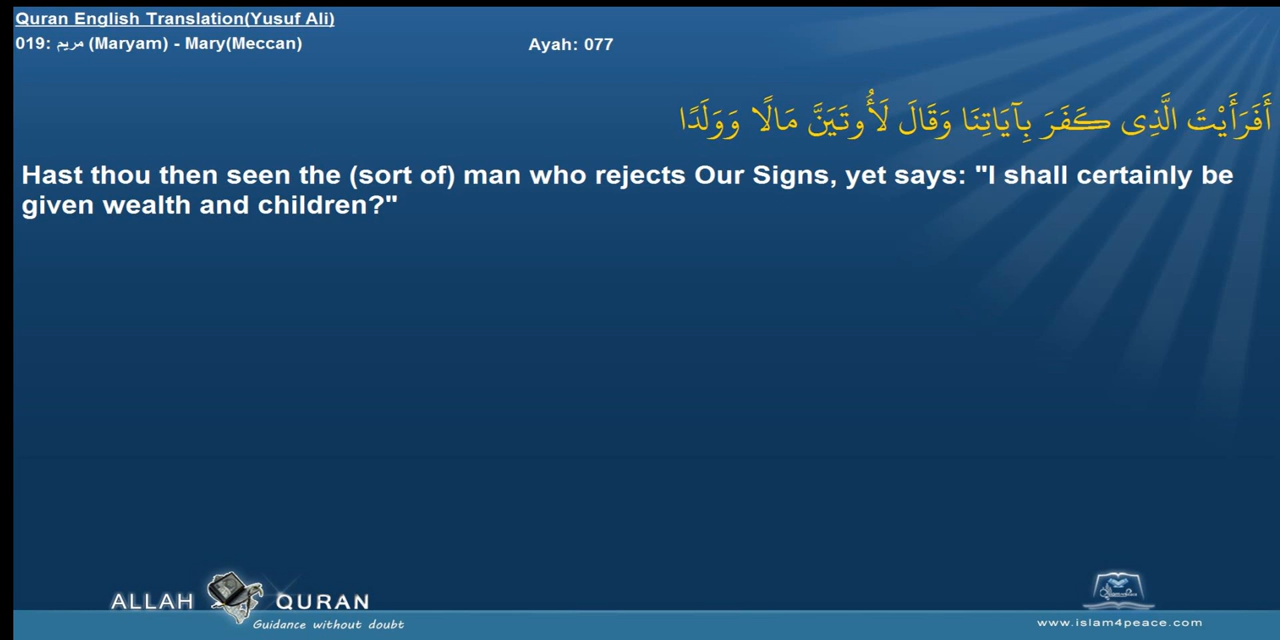 Quran English Translation(Yusuf Ali)
019: مريم (Maryam) - Mary(Meccan) Ayah: 077
أَفَرَأَيْتَ الَّذِى كَفَرَ بِآيَاتِنَا وَقَالَ لَأُوتَيَنَّ مَالًا وَوَلَدًا
Hast thou then seen the (sort of) man who rejects Our Signs, yet says: "I shall certainly be
given wealth and children?"
ALLAH QURAN
Guidance without doubt
www.islam4peace.com